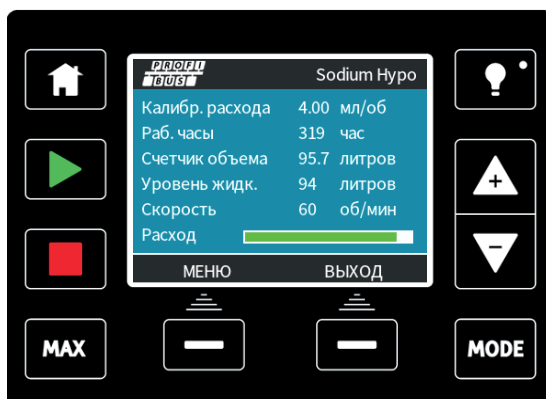 PROFI
BUS
Sodium Hypo
Калибр. расхода 4.00 мл/об
Раб. часы 319 час
Счетчик объема 95.7 литров
Уровень жидк. 94 литров
Скорость 60 об/мин
Расход
МЕНЮ ВЫХОД
+
−
MAX
MODE